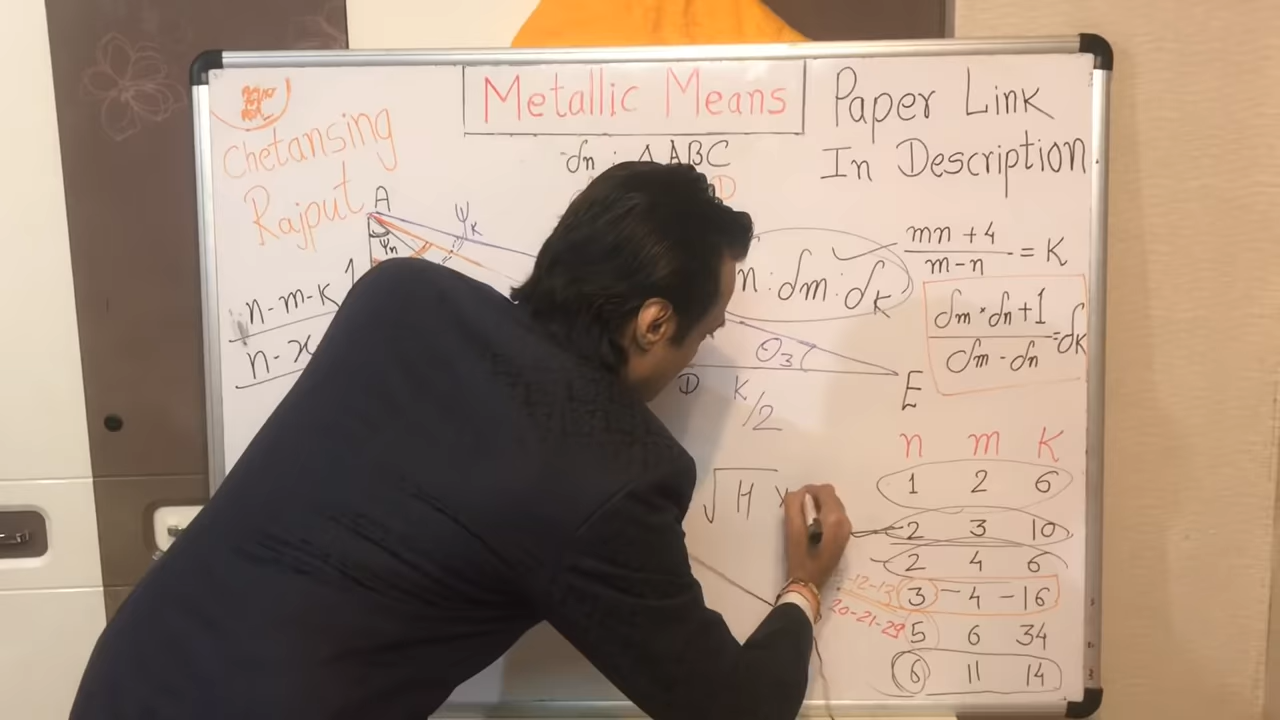 Metallic Means
Paper Link
In Description
Chetansing
Rajput
δn : ΔABC
D
A
Ψn
Ψk
1
n-m-K
n-x
n : δm : δK
mn + 4 / m-n = K
δm × δn + 1 / δm - δn = δK
θ3
D
K/2
E
√H ×
n m K
1 2 6
2 3 10
2 4 6
-12-13 3 - 4 - 16
20-21-29 5 6 34
6 11 14